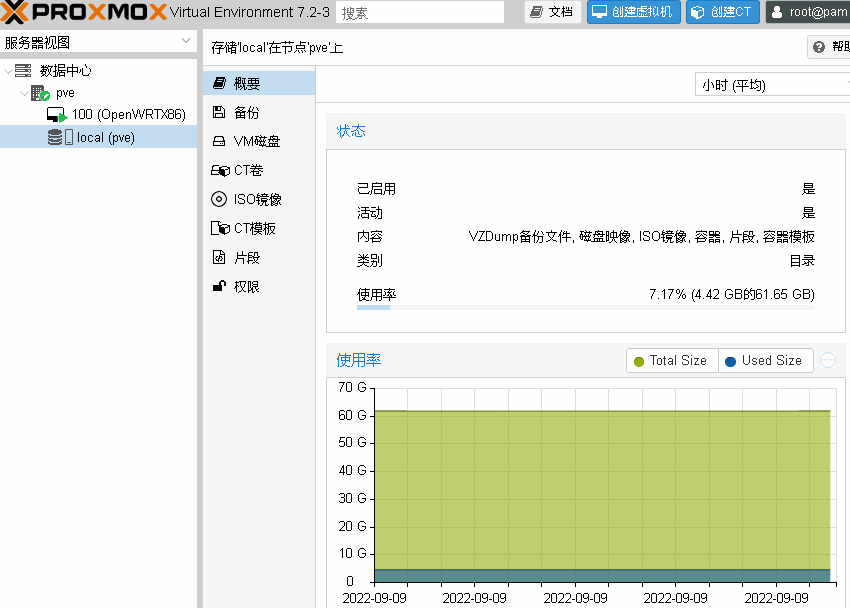 PROXMOX Virtual Environment 7.2-3 搜索 文档 创建虚拟机 创建CT root@pam
服务器视图
数据中心
pve
100 (OpenWRTX86)
local (pve)
存储'local'在节点'pve'上
概要
备份
VM磁盘
CT卷
ISO镜像
CT模板
片段
权限
小时 (平均)
状态
已启用 是
活动 是
内容 VZDump备份文件, 磁盘映像, ISO镜像, 容器, 片段, 容器模板
类别 目录
使用率 7.17% (4.42 GB的61.65 GB)
使用率 Total Size Used Size
70 G
60 G
50 G
40 G
30 G
20 G
10 G
0
2022-09-09 2022-09-09 2022-09-09 2022-09-09 2022-09-09